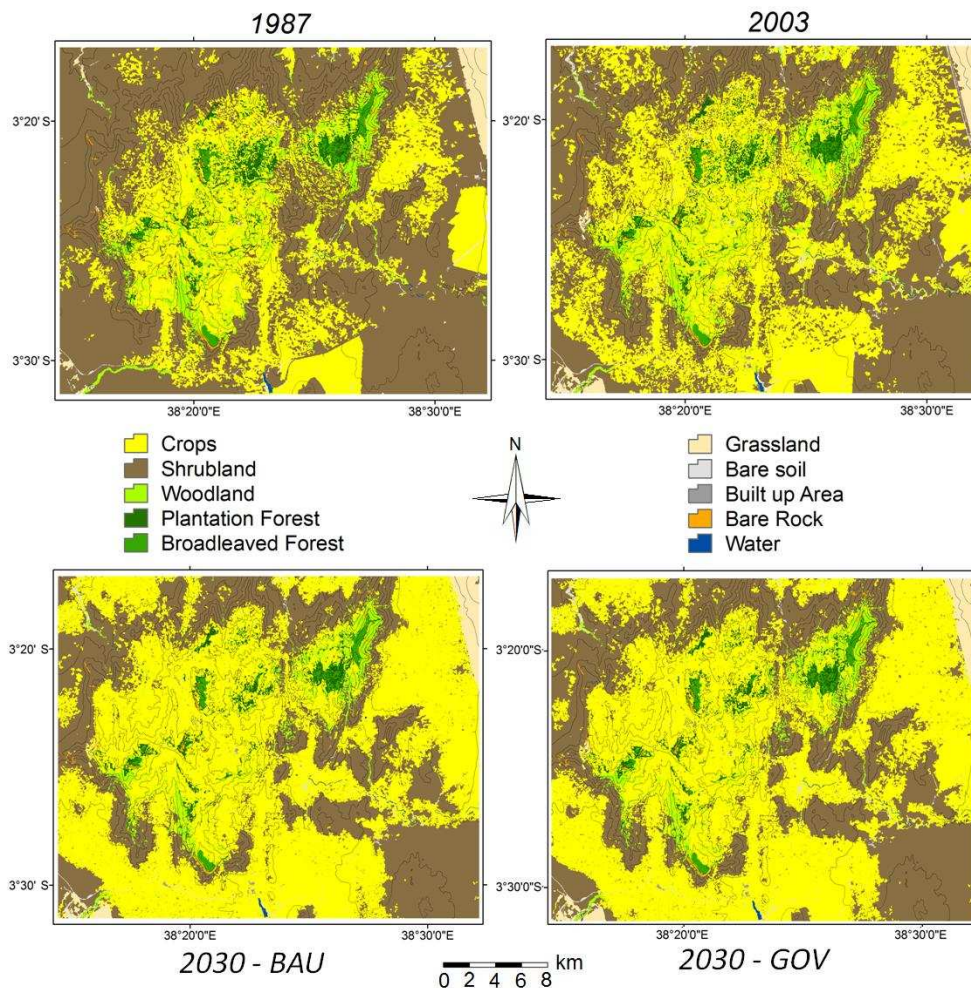 1987
2003
3°20' S
3°30' S
38°20'0"E
38°30'0"E
3°20' S
3°30' S
38°20'0"E
38°30'0"E
Crops
Shrubland
Woodland
Plantation Forest
Broadleaved Forest
N
Grassland
Bare soil
Built up Area
Bare Rock
Water
3°20' S
3°30' S
38°20'0"E
38°30'0"E
3°20'0"S
3°30'0"S
38°20'0"E
38°30'0"E
2030 - BAU
km
0 2 4 6 8
2030 - GOV